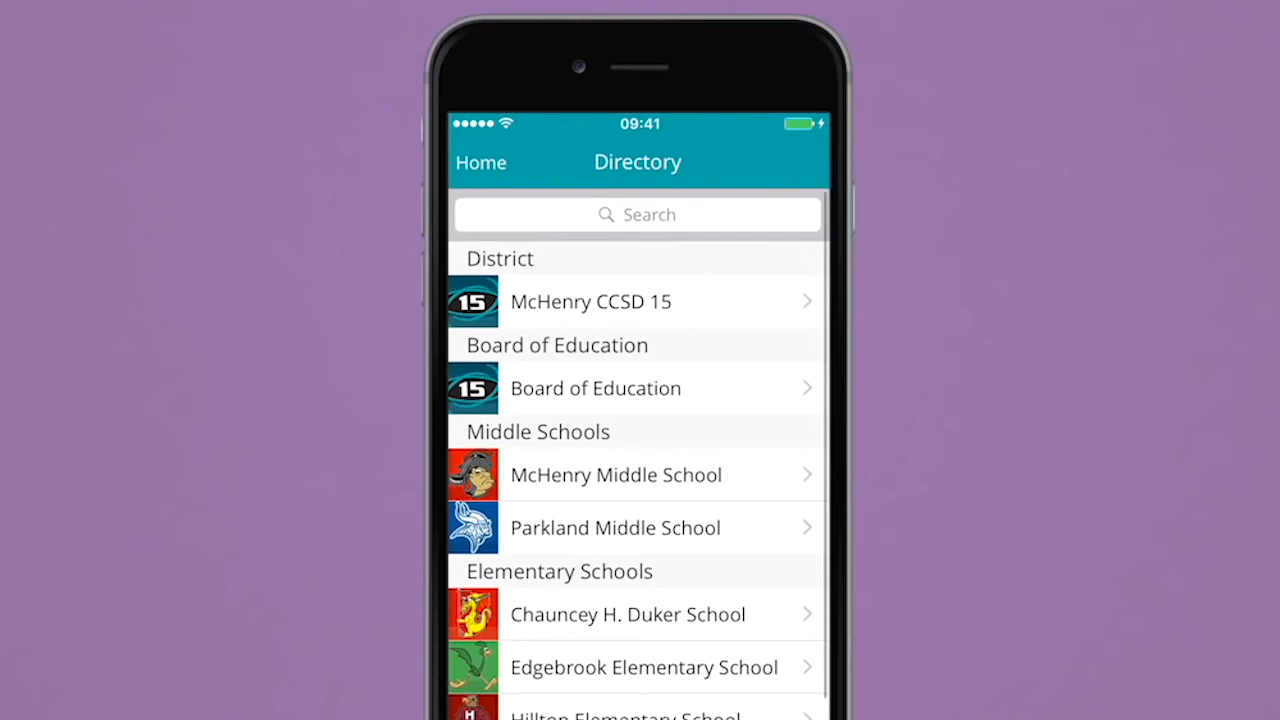 09:41
Home Directory
Search
District
15 McHenry CCSD 15
Board of Education
15 Board of Education
Middle Schools
McHenry Middle School
Parkland Middle School
Elementary Schools
Chauncey H. Duker School
Edgebrook Elementary School
H Hilltop Elementary School